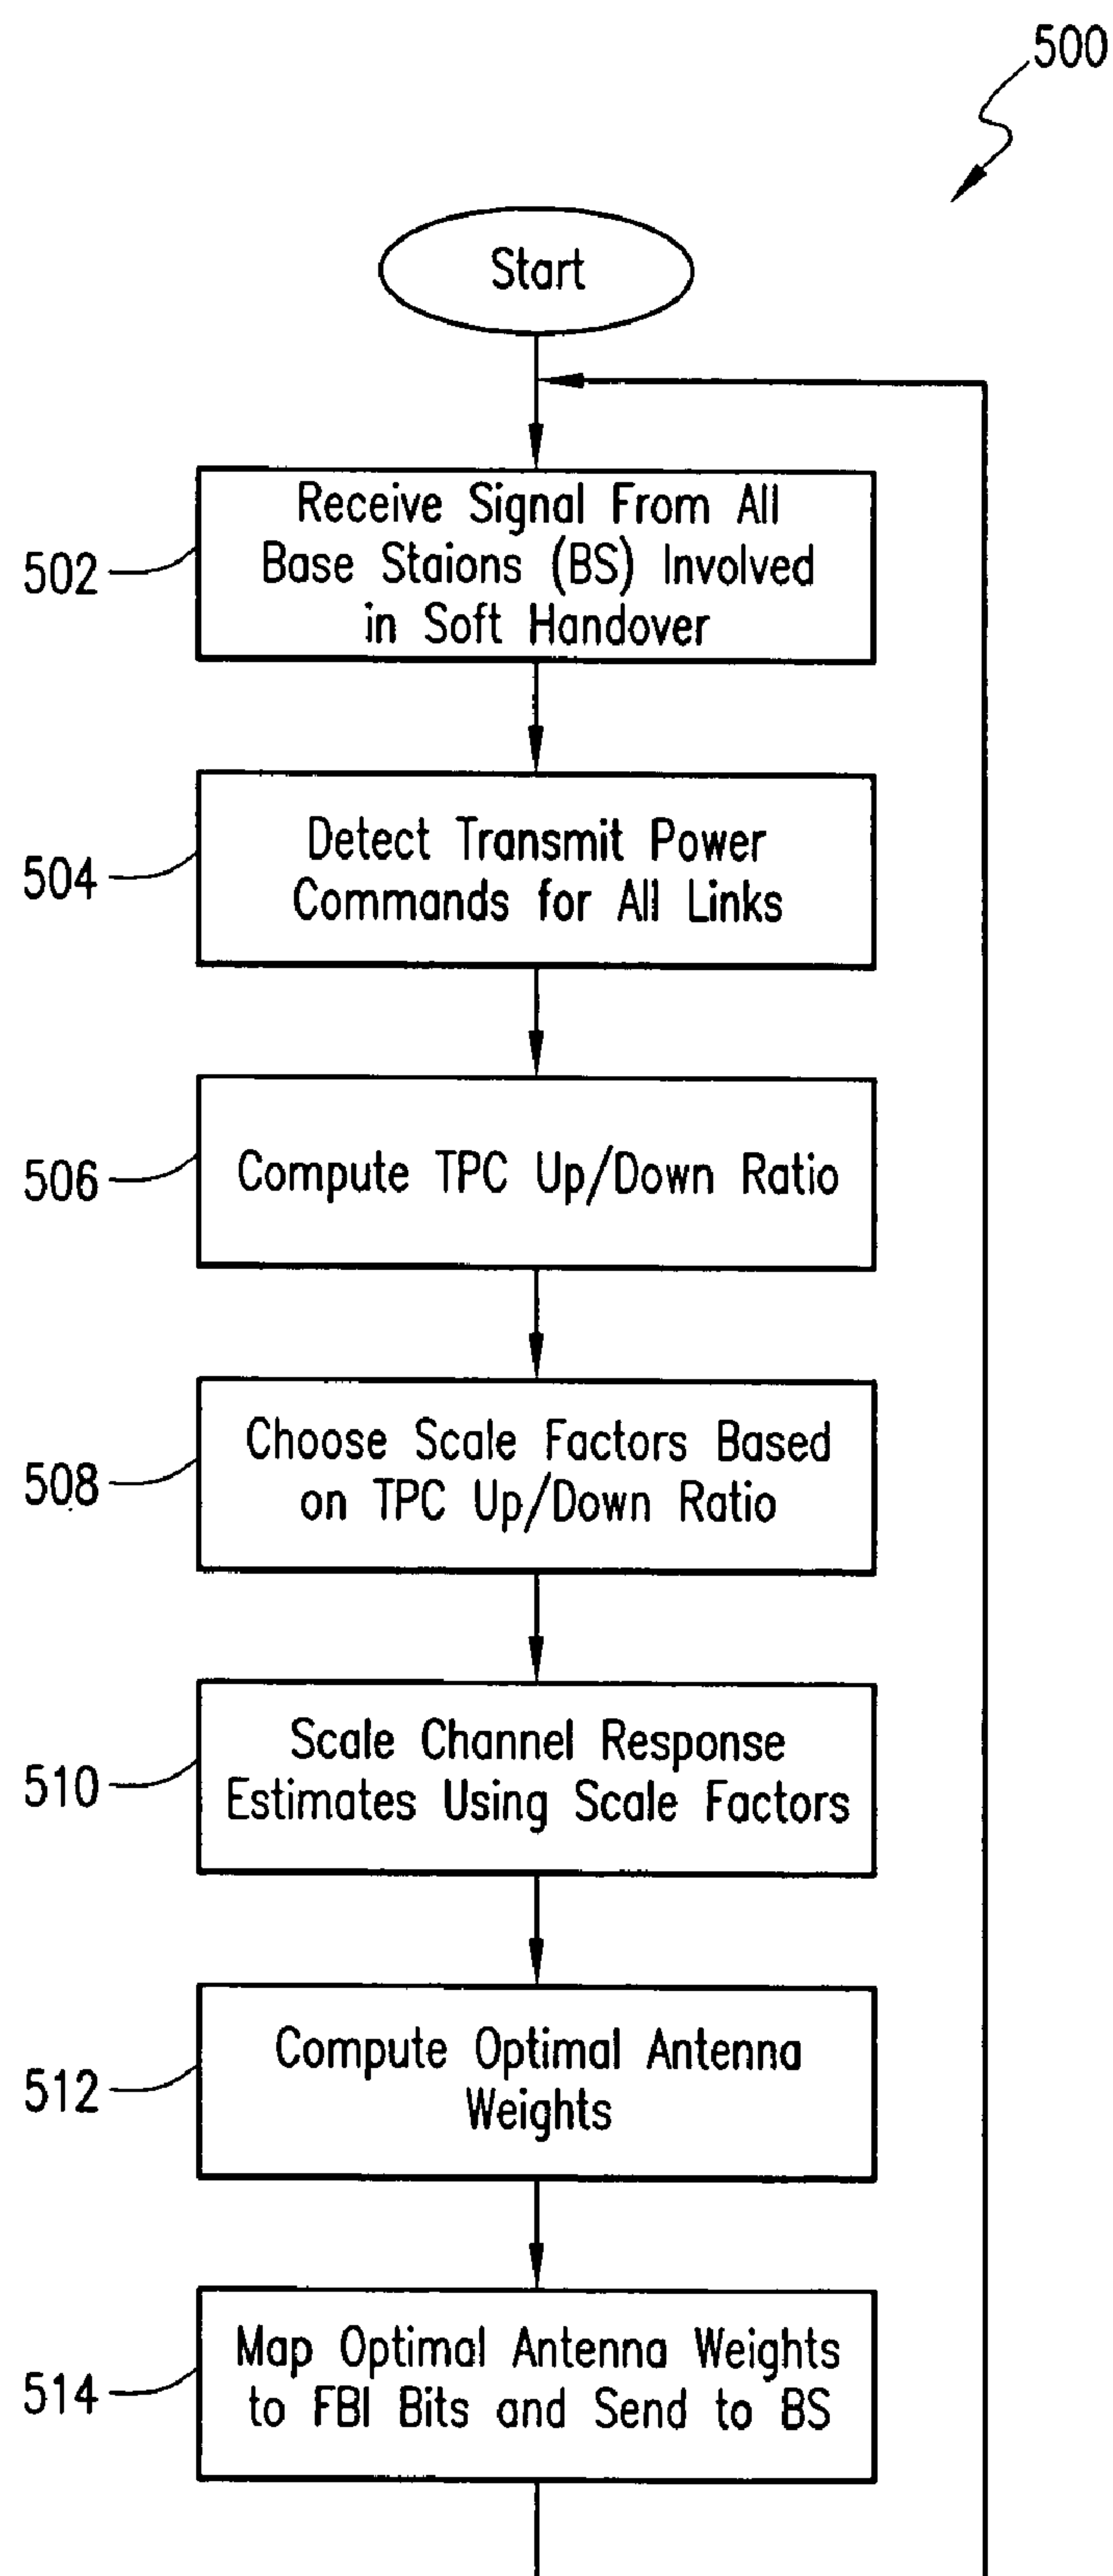 500
Start
502
Receive Signal From All
Base Staions (BS) Involved
in Soft Handover
504
Detect Transmit Power
Commands for All Links
506
Compute TPC Up/Down Ratio
508
Choose Scale Factors Based
on TPC Up/Down Ratio
510
Scale Channel Response
Estimates Using Scale Factors
512
Compute Optimal Antenna
Weights
514
Map Optimal Antenna Weights
to FBI Bits and Send to BS